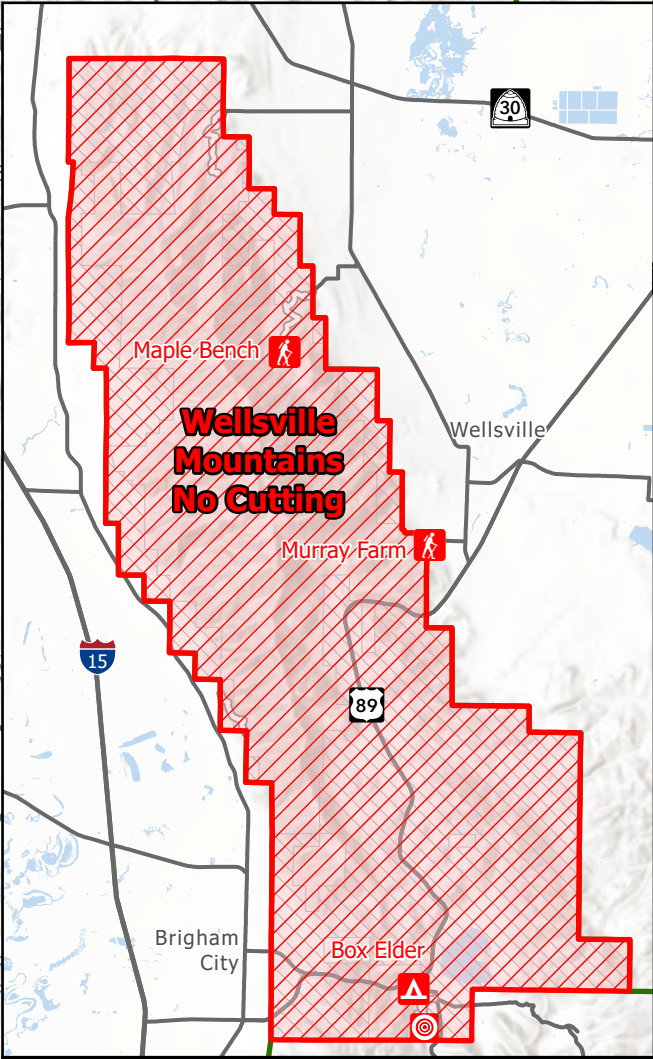 30
Maple Bench
Wellsville
Mountains
No Cutting
Wellsville
Murray Farm
15
89
Brigham
City
Box Elder